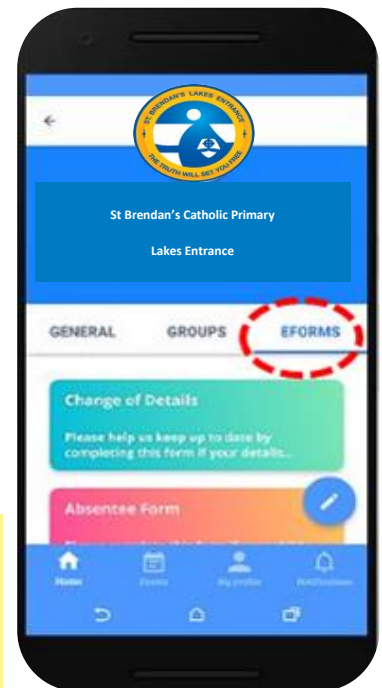 ST. BRENDAN'S LAKES ENTRANCE
THE TRUTH WILL SET YOU FREE
St Brendan's Catholic Primary
Lakes Entrance
GENERAL GROUPS EFORMS
Change of Details
Please help us keep up to date by
completing this form if your details...
Absentee Form
Home Events My profile Notifications